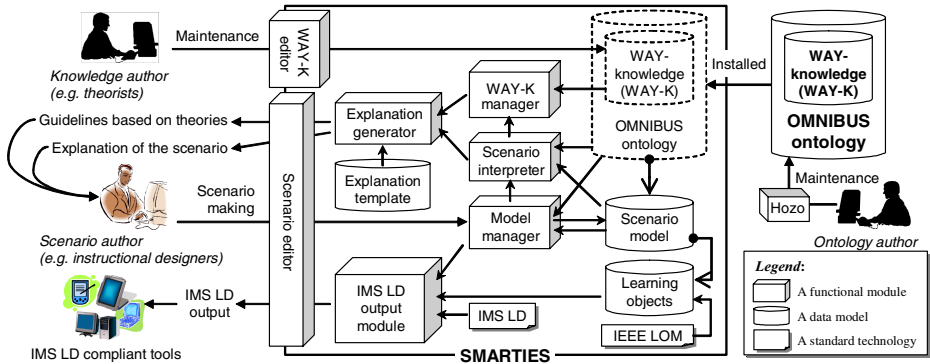 Maintenance
WAY-K
editor
Knowledge author
(e.g. theorists)
WAY-
knowledge
(WAY-K)
OMNIBUS
ontology
Installed
WAY-
knowledge
(WAY-K)
OMNIBUS
ontology
WAY-K
manager
Guidelines based on theories
Explanation of the scenario
Explanation
generator
Scenario
interpreter
Explanation
template
Scenario editor
Scenario
making
Model
manager
Scenario
model
Maintenance
Hozo
Ontology author
Scenario author
(e.g. instructional designers)
IMS LD
output
IMS LD
output
module
Learning
objects
IMS LD
IEEE LOM
IMS LD compliant tools
SMARTIES
Legend:
A functional module
A data model
A standard technology